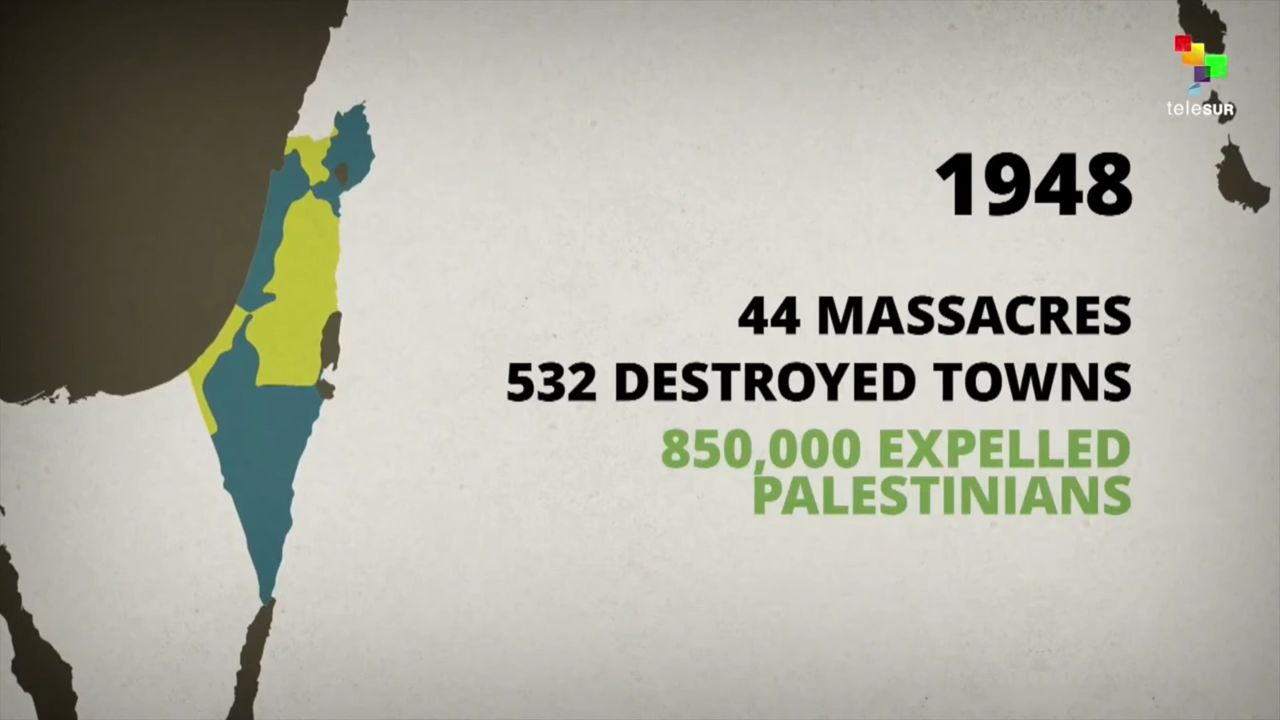 teleSUR
1948
44 MASSACRES
532 DESTROYED TOWNS
850,000 EXPELLED
PALESTINIANS